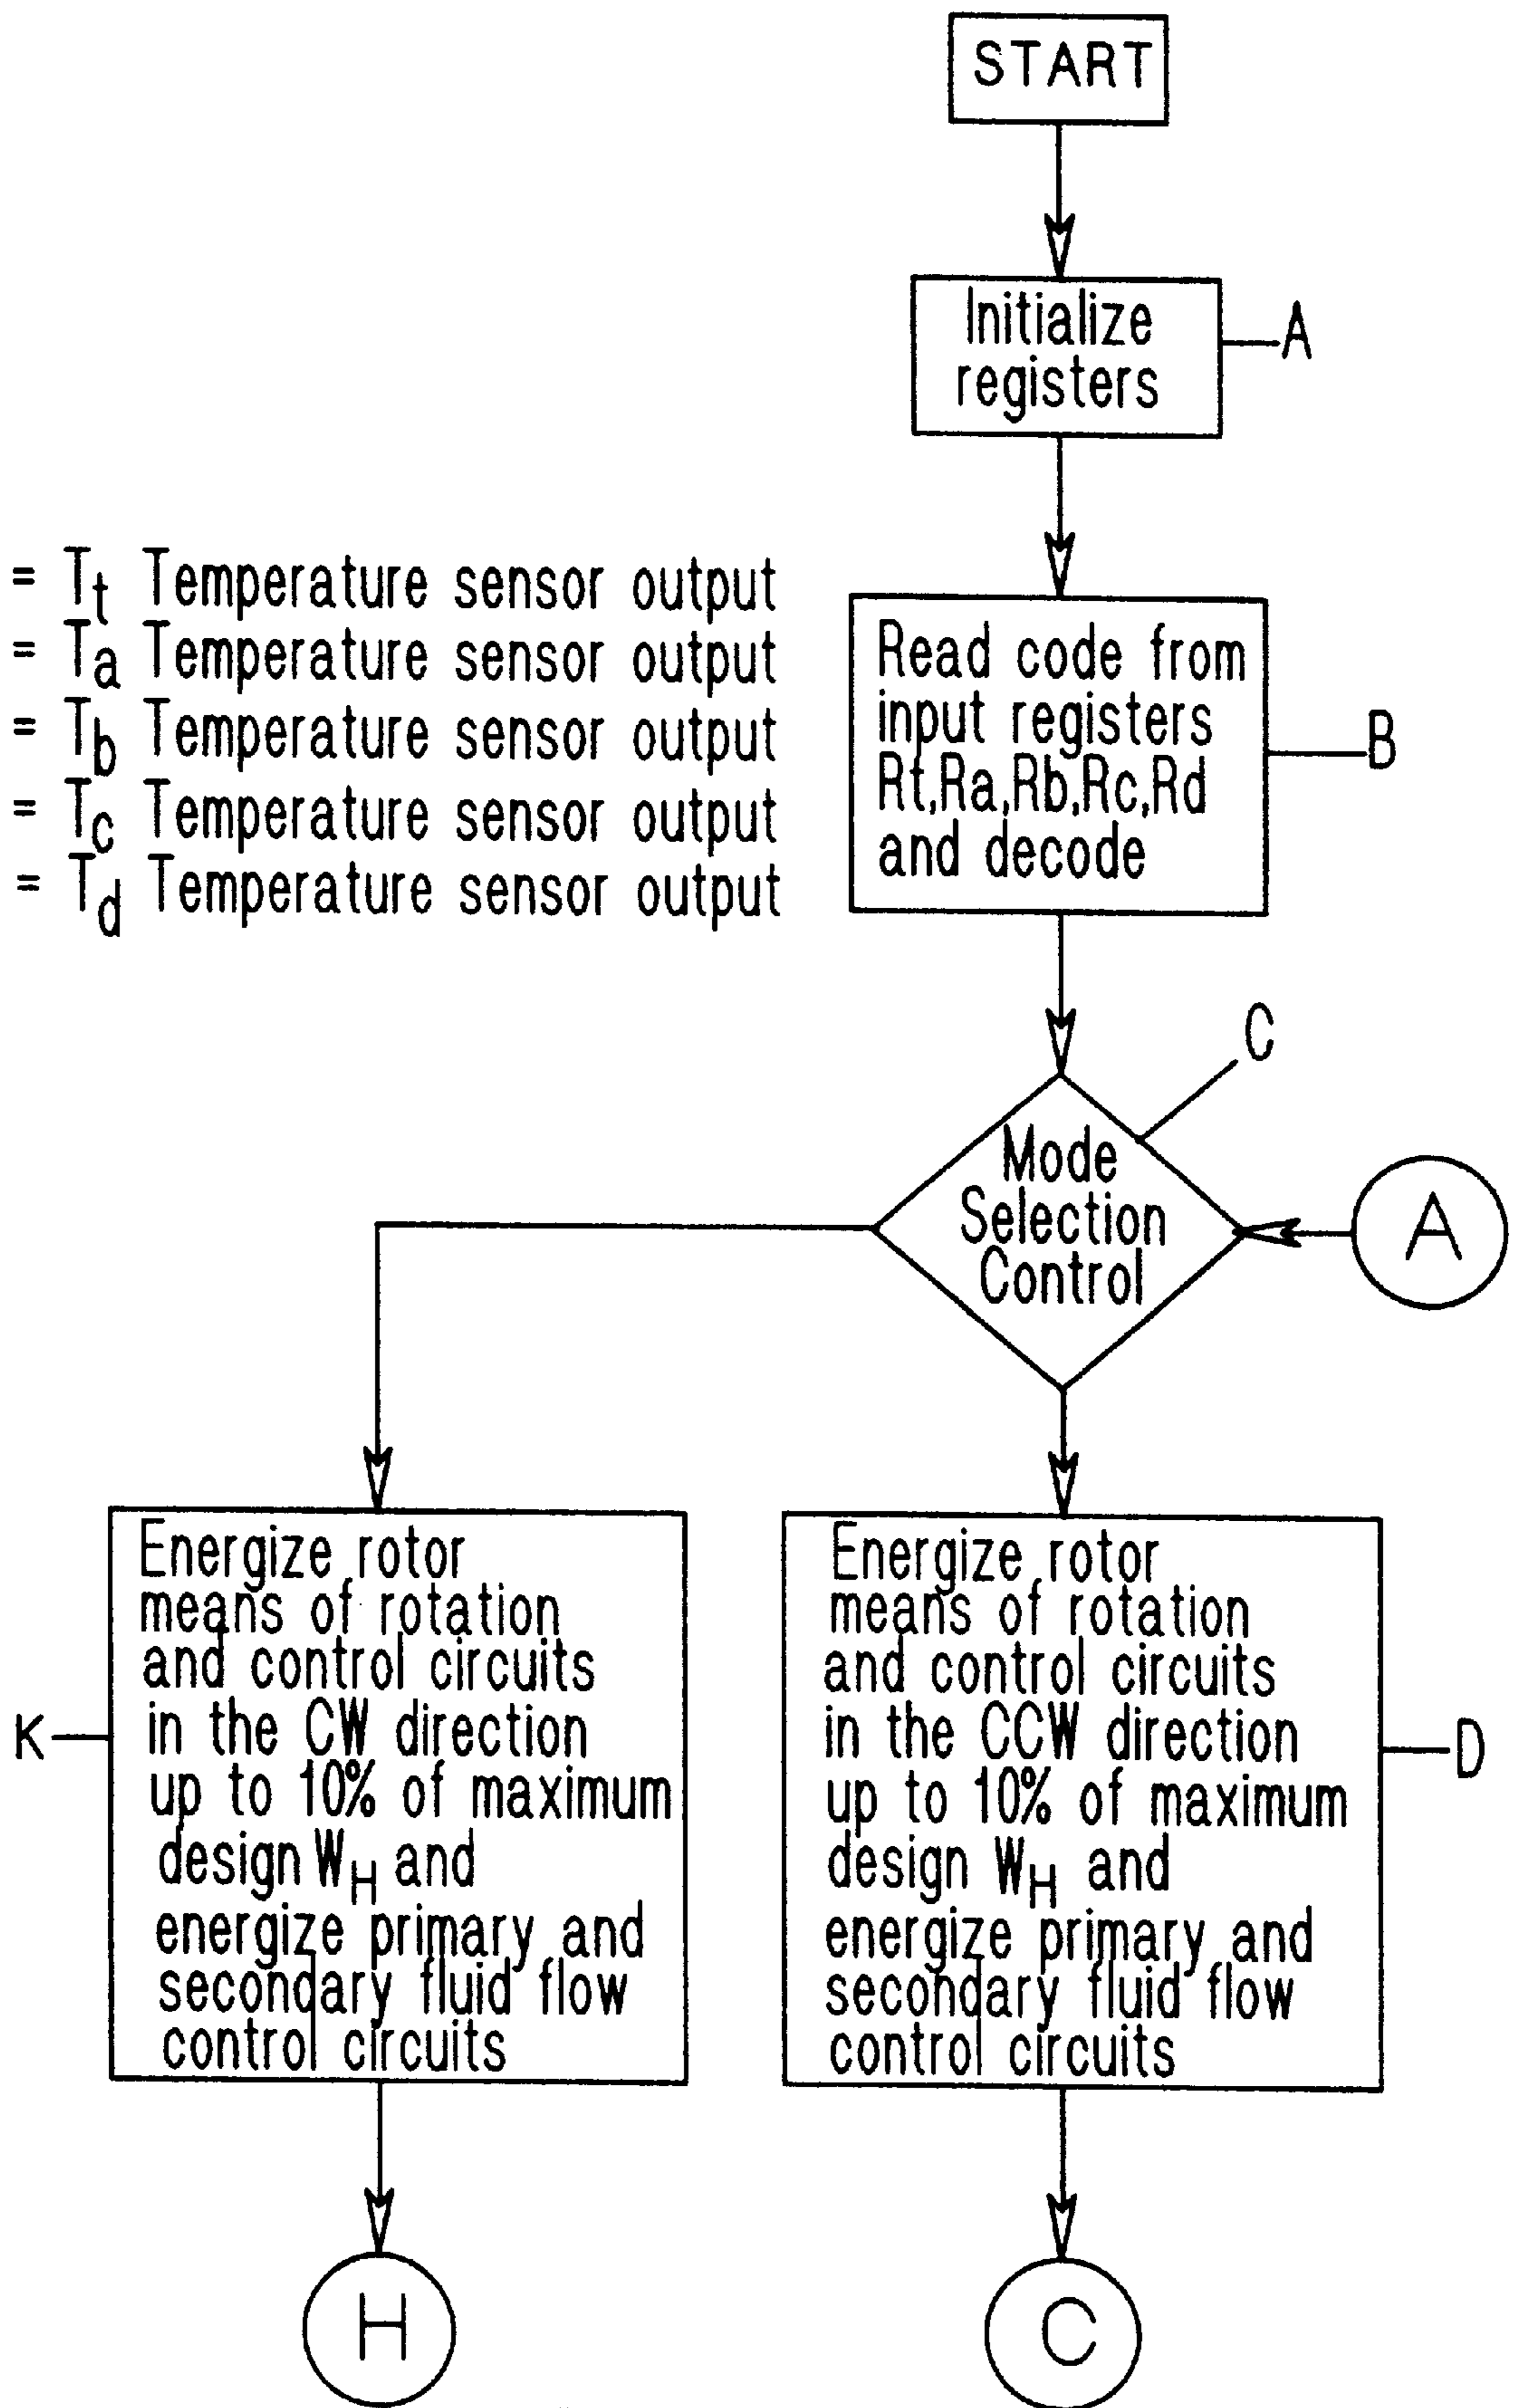 START
Initialize
registers
A
= Tt Temperature sensor output
= Ta Temperature sensor output
= Tb Temperature sensor output
= Tc Temperature sensor output
= Td Temperature sensor output
Read code from
input registers
Rt,Ra,Rb,Rc,Rd
and decode
B
C
Mode
Selection
Control
A
Energize rotor
means of rotation
and control circuits
in the CW direction
up to 10% of maximum
design WH and
energize primary and
secondary fluid flow
control circuits
K
Energize rotor
means of rotation
and control circuits
in the CCW direction
up to 10% of maximum
design WH and
energize primary and
secondary fluid flow
control circuits
D
H
C